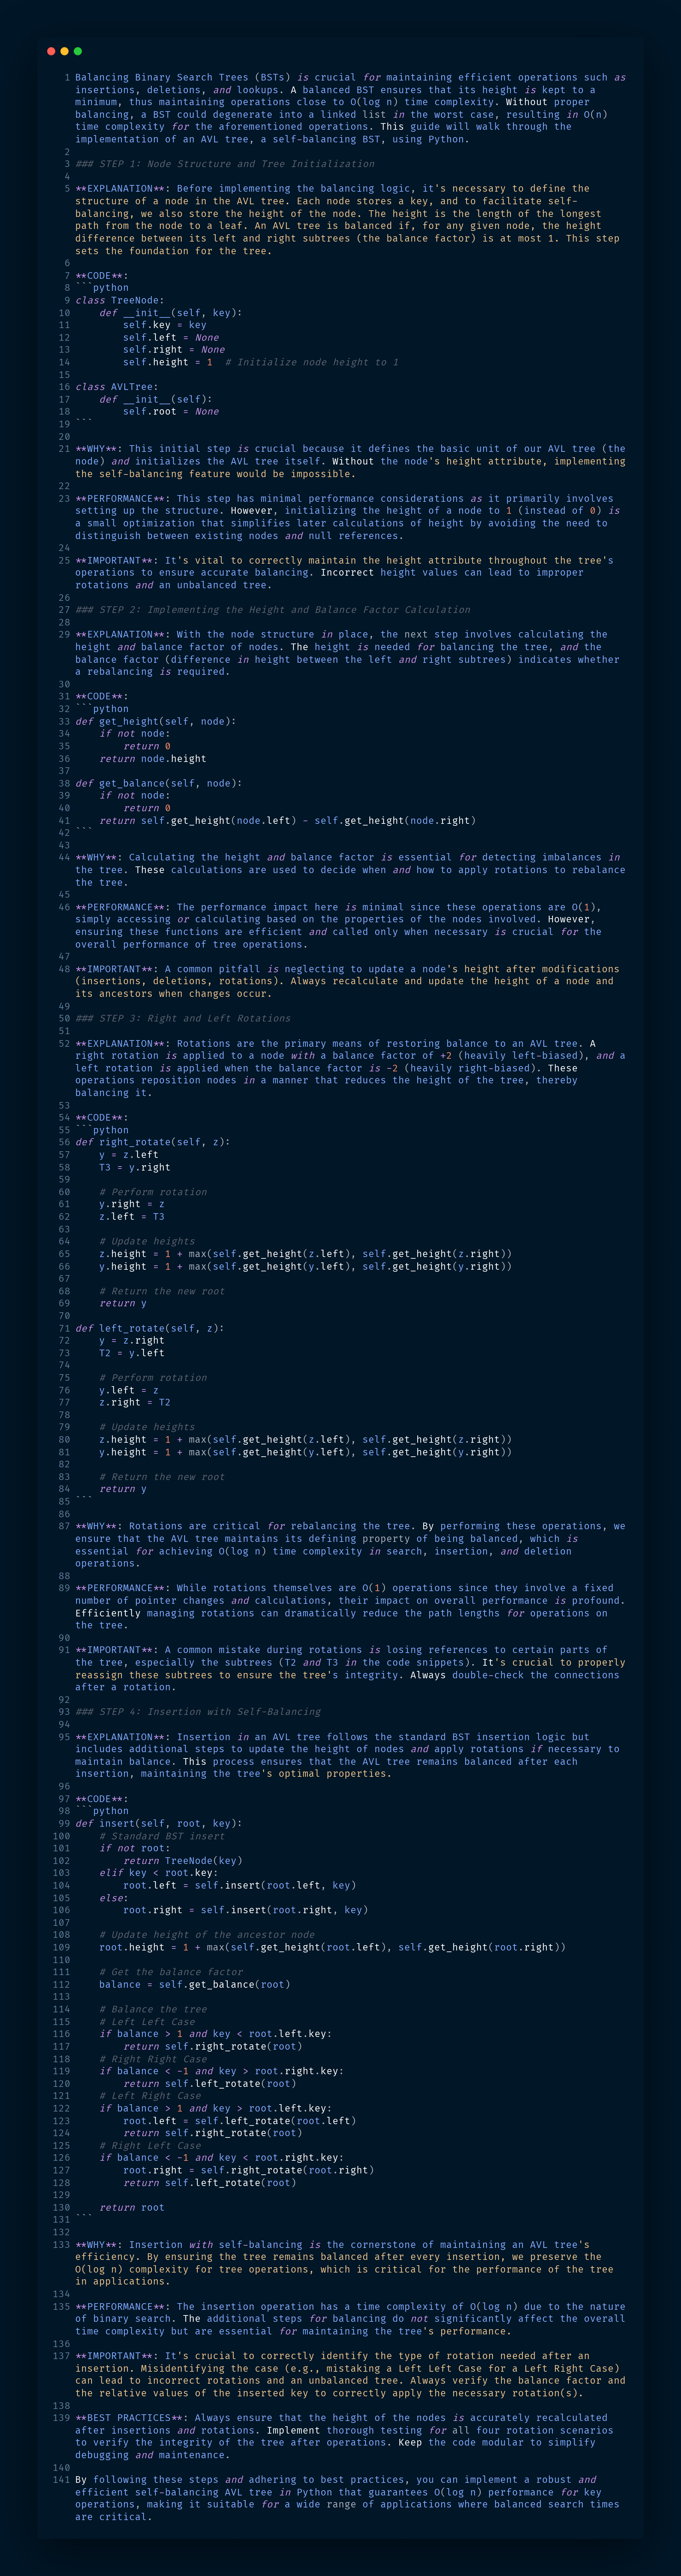 1 Balancing Binary Search Trees (BSTs) is crucial for maintaining efficient operations such as
insertions, deletions, and lookups. A balanced BST ensures that its height is kept to a
minimum, thus maintaining operations close to O(log n) time complexity. Without proper
balancing, a BST could degenerate into a linked list in the worst case, resulting in O(n)
time complexity for the aforementioned operations. This guide will walk through the
implementation of an AVL tree, a self-balancing BST, using Python.
2
3 ### STEP 1: Node Structure and Tree Initialization
4
5 **EXPLANATION**: Before implementing the balancing logic, it's necessary to define the
structure of a node in the AVL tree. Each node stores a key, and to facilitate self-
balancing, we also store the height of the node. The height is the length of the longest
path from the node to a leaf. An AVL tree is balanced if, for any given node, the height
difference between its left and right subtrees (the balance factor) is at most 1. This step
sets the foundation for the tree.
6
7 **CODE**:
8 ```python
9 class TreeNode:
10     def __init__(self, key):
11         self.key = key
12         self.left = None
13         self.right = None
14         self.height = 1  # Initialize node height to 1
15
16 class AVLTree:
17     def __init__(self):
18         self.root = None
19 ```
20
21 **WHY**: This initial step is crucial because it defines the basic unit of our AVL tree (the
node) and initializes the AVL tree itself. Without the node's height attribute, implementing
the self-balancing feature would be impossible.
22
23 **PERFORMANCE**: This step has minimal performance considerations as it primarily involves
setting up the structure. However, initializing the height of a node to 1 (instead of 0) is
a small optimization that simplifies later calculations of height by avoiding the need to
distinguish between existing nodes and null references.
24
25 **IMPORTANT**: It's vital to correctly maintain the height attribute throughout the tree's
operations to ensure accurate balancing. Incorrect height values can lead to improper
rotations and an unbalanced tree.
26
27 ### STEP 2: Implementing the Height and Balance Factor Calculation
28
29 **EXPLANATION**: With the node structure in place, the next step involves calculating the
height and balance factor of nodes. The height is needed for balancing the tree, and the
balance factor (difference in height between the left and right subtrees) indicates whether
a rebalancing is required.
30
31 **CODE**:
32 ```python
33 def get_height(self, node):
34     if not node:
35         return 0
36     return node.height
37
38 def get_balance(self, node):
39     if not node:
40         return 0
41     return self.get_height(node.left) - self.get_height(node.right)
42 ```
43
44 **WHY**: Calculating the height and balance factor is essential for detecting imbalances in
the tree. These calculations are used to decide when and how to apply rotations to rebalance
the tree.
45
46 **PERFORMANCE**: The performance impact here is minimal since these operations are O(1),
simply accessing or calculating based on the properties of the nodes involved. However,
ensuring these functions are efficient and called only when necessary is crucial for the
overall performance of tree operations.
47
48 **IMPORTANT**: A common pitfall is neglecting to update a node's height after modifications
(insertions, deletions, rotations). Always recalculate and update the height of a node and
its ancestors when changes occur.
49
50 ### STEP 3: Right and Left Rotations
51
52 **EXPLANATION**: Rotations are the primary means of restoring balance to an AVL tree. A
right rotation is applied to a node with a balance factor of +2 (heavily left-biased), and a
left rotation is applied when the balance factor is -2 (heavily right-biased). These
operations reposition nodes in a manner that reduces the height of the tree, thereby
balancing it.
53
54 **CODE**:
55 ```python
56 def right_rotate(self, z):
57     y = z.left
58     T3 = y.right
59
60     # Perform rotation
61     y.right = z
62     z.left = T3
63
64     # Update heights
65     z.height = 1 + max(self.get_height(z.left), self.get_height(z.right))
66     y.height = 1 + max(self.get_height(y.left), self.get_height(y.right))
67
68     # Return the new root
69     return y
70
71 def left_rotate(self, z):
72     y = z.right
73     T2 = y.left
74
75     # Perform rotation
76     y.left = z
77     z.right = T2
78
79     # Update heights
80     z.height = 1 + max(self.get_height(z.left), self.get_height(z.right))
81     y.height = 1 + max(self.get_height(y.left), self.get_height(y.right))
82
83     # Return the new root
84     return y
85 ```
86
87 **WHY**: Rotations are critical for rebalancing the tree. By performing these operations, we
ensure that the AVL tree maintains its defining property of being balanced, which is
essential for achieving O(log n) time complexity in search, insertion, and deletion
operations.
88
89 **PERFORMANCE**: While rotations themselves are O(1) operations since they involve a fixed
number of pointer changes and calculations, their impact on overall performance is profound.
Efficiently managing rotations can dramatically reduce the path lengths for operations on
the tree.
90
91 **IMPORTANT**: A common mistake during rotations is losing references to certain parts of
the tree, especially the subtrees (T2 and T3 in the code snippets). It's crucial to properly
reassign these subtrees to ensure the tree's integrity. Always double-check the connections
after a rotation.
92
93 ### STEP 4: Insertion with Self-Balancing
94
95 **EXPLANATION**: Insertion in an AVL tree follows the standard BST insertion logic but
includes additional steps to update the height of nodes and apply rotations if necessary to
maintain balance. This process ensures that the AVL tree remains balanced after each
insertion, maintaining the tree's optimal properties.
96
97 **CODE**:
98 ```python
99 def insert(self, root, key):
100     # Standard BST insert
101     if not root:
102         return TreeNode(key)
103     elif key < root.key:
104         root.left = self.insert(root.left, key)
105     else:
106         root.right = self.insert(root.right, key)
107
108     # Update height of the ancestor node
109     root.height = 1 + max(self.get_height(root.left), self.get_height(root.right))
110
111     # Get the balance factor
112     balance = self.get_balance(root)
113
114     # Balance the tree
115     # Left Left Case
116     if balance > 1 and key < root.left.key:
117         return self.right_rotate(root)
118     # Right Right Case
119     if balance < -1 and key > root.right.key:
120         return self.left_rotate(root)
121     # Left Right Case
122     if balance > 1 and key > root.left.key:
123         root.left = self.left_rotate(root.left)
124         return self.right_rotate(root)
125     # Right Left Case
126     if balance < -1 and key < root.right.key:
127         root.right = self.right_rotate(root.right)
128         return self.left_rotate(root)
129
130     return root
131 ```
132
133 **WHY**: Insertion with self-balancing is the cornerstone of maintaining an AVL tree's
efficiency. By ensuring the tree remains balanced after every insertion, we preserve the
O(log n) complexity for tree operations, which is critical for the performance of the tree
in applications.
134
135 **PERFORMANCE**: The insertion operation has a time complexity of O(log n) due to the nature
of binary search. The additional steps for balancing do not significantly affect the overall
time complexity but are essential for maintaining the tree's performance.
136
137 **IMPORTANT**: It's crucial to correctly identify the type of rotation needed after an
insertion. Misidentifying the case (e.g., mistaking a Left Left Case for a Left Right Case)
can lead to incorrect rotations and an unbalanced tree. Always verify the balance factor and
the relative values of the inserted key to correctly apply the necessary rotation(s).
138
139 **BEST PRACTICES**: Always ensure that the height of the nodes is accurately recalculated
after insertions and rotations. Implement thorough testing for all four rotation scenarios
to verify the integrity of the tree after operations. Keep the code modular to simplify
debugging and maintenance.
140
141 By following these steps and adhering to best practices, you can implement a robust and
efficient self-balancing AVL tree in Python that guarantees O(log n) performance for key
operations, making it suitable for a wide range of applications where balanced search times
are critical.